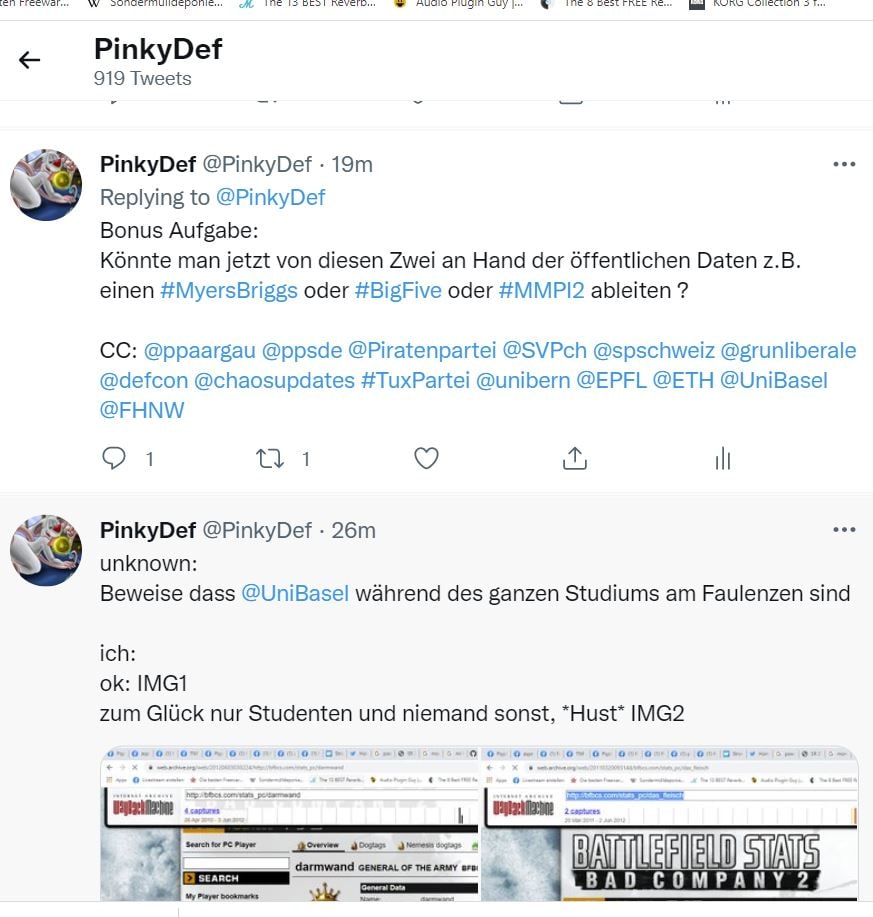 Sondermülldeponie...
The 13 BEST Reverb...
Audio Plugin Guy |...
The 8 Best FREE Re...
KORG Collection 3 f...
PinkyDef
919 Tweets
PinkyDef @PinkyDef · 19m
Replying to @PinkyDef
Bonus Aufgabe:
Könnte man jetzt von diesen Zwei an Hand der öffentlichen Daten z.B.
einen #MyersBriggs oder #BigFive oder #MMPI2 ableiten ?
CC: @ppaargau @ppsde @Piratenpartei @SVPch @spschweiz @grunliberale
@defcon @chaosupdates #TuxPartei @unibern @EPFL @ETH @UniBasel
@FHNW
1 1
PinkyDef @PinkyDef · 26m
unknown:
Beweise dass @UniBasel während des ganzen Studiums am Faulenzen sind
ich:
ok: IMG1
zum Glück nur Studenten und niemand sonst, *Hust* IMG2
INTERNET ARCHIVE
WayBackMachine
http://bfbcs.com/stats_pc/darmwand
4 captures
Search for PC Player
SEARCH
My Player bookmarks
Overview Dogtags Nemesis dogtags
darmwand GENERAL OF THE ARMY
General Data
Name: darmwand
INTERNET ARCHIVE
WayBackMachine
http://bfbcs.com/stats_pc/das_fleisch
2 captures
BATTLEFIELD STATS
BAD COMPANY 2